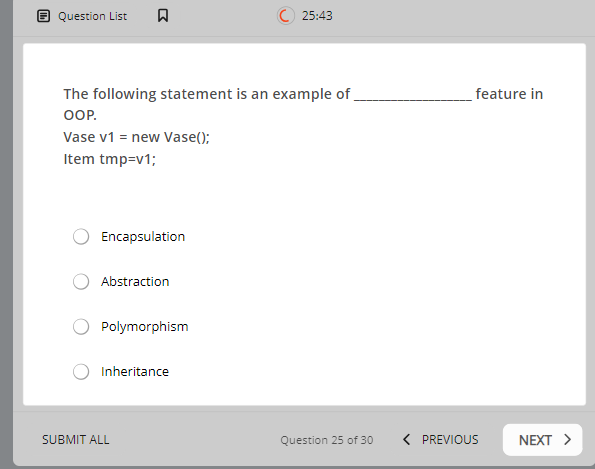 Question List
25:43
The following statement is an example of ____________________ feature in
OOP.
Vase v1 = new Vase();
Item tmp=v1;
Encapsulation
Abstraction
Polymorphism
Inheritance
SUBMIT ALL
Question 25 of 30
PREVIOUS
NEXT